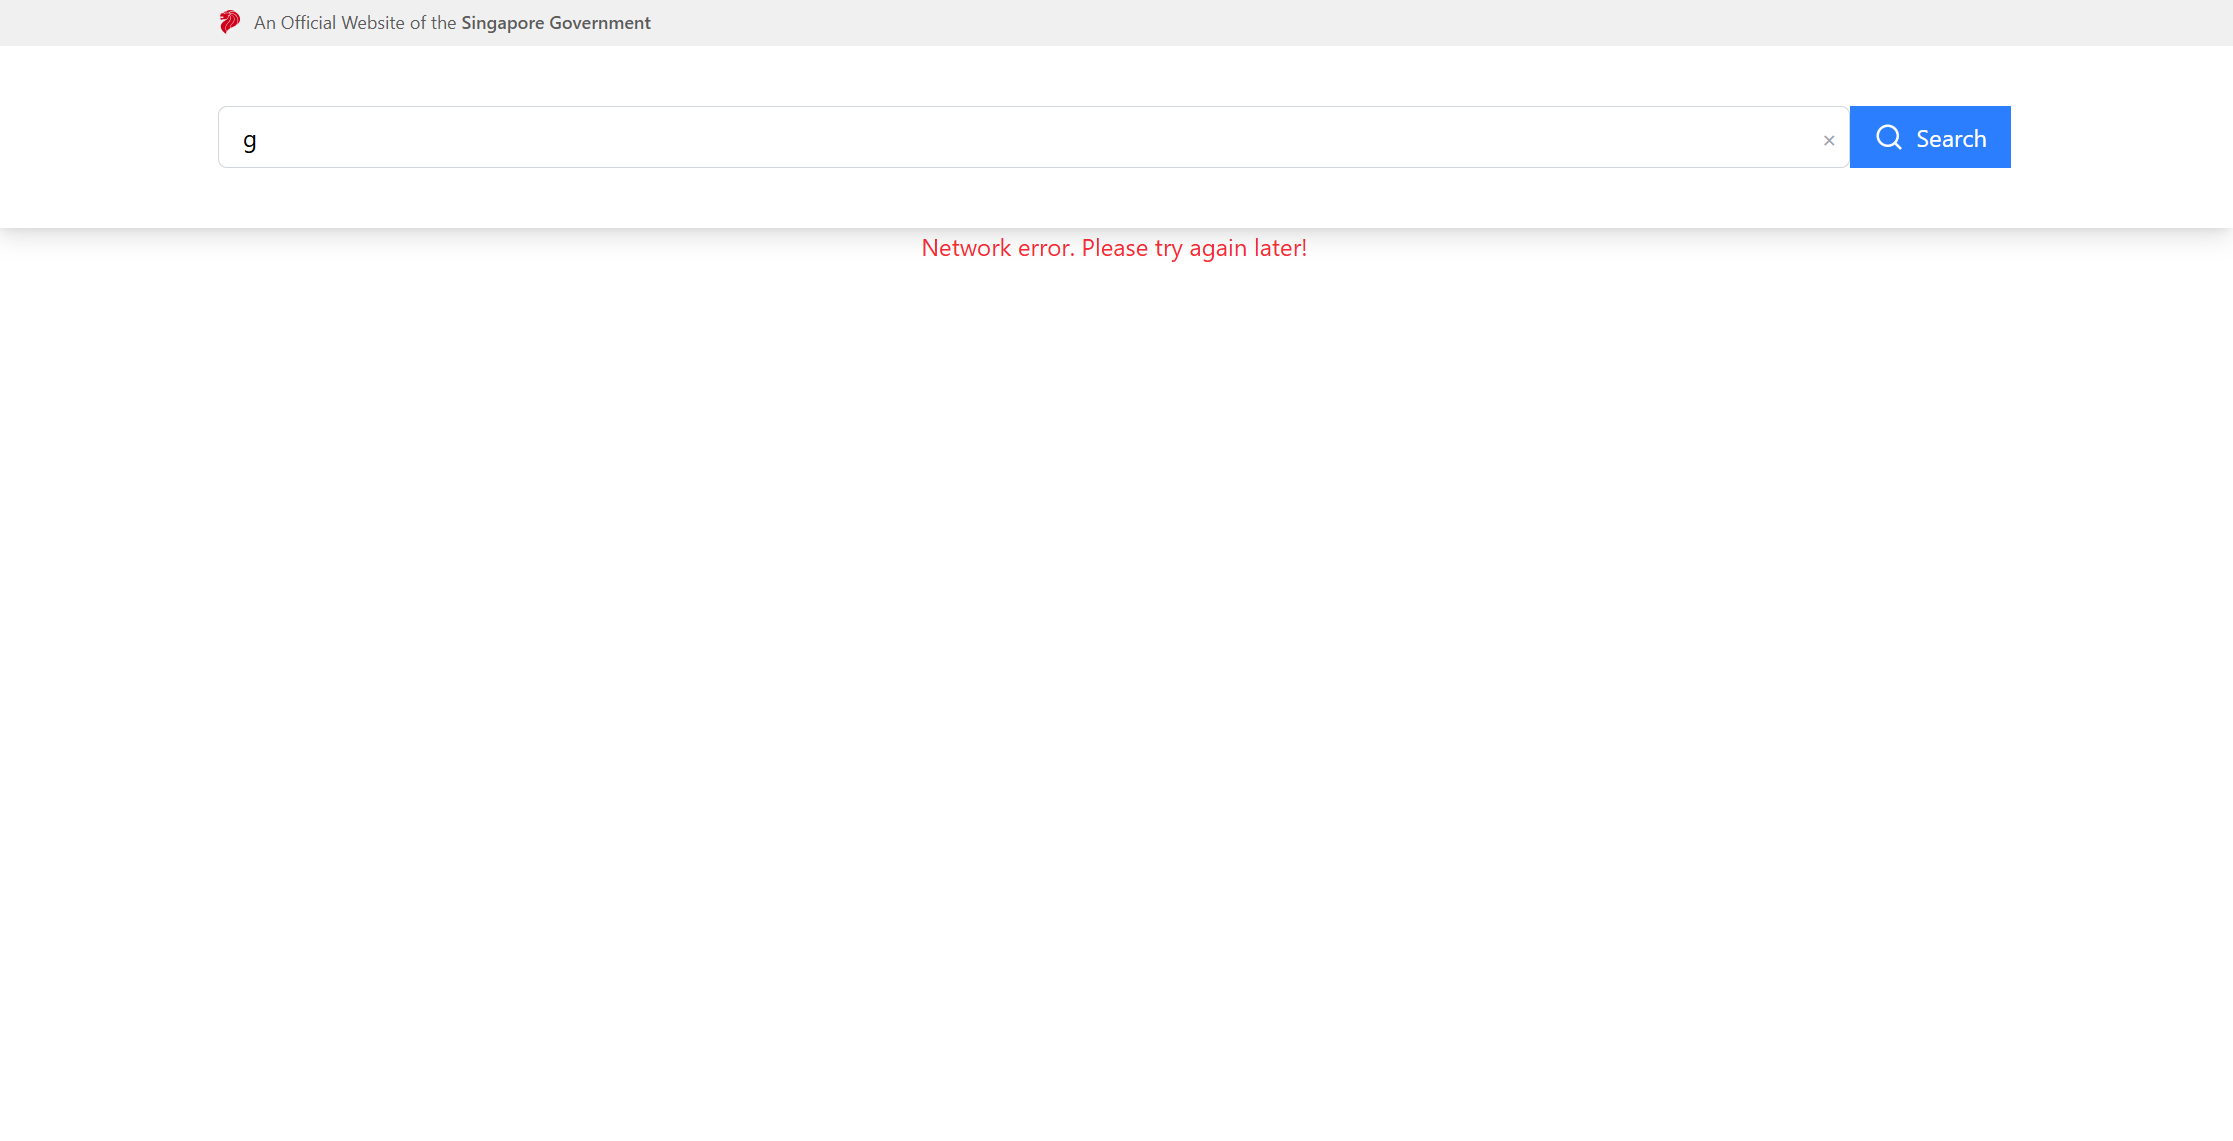 An Official Website of the Singapore Government
g
×
Search
Network error. Please try again later!